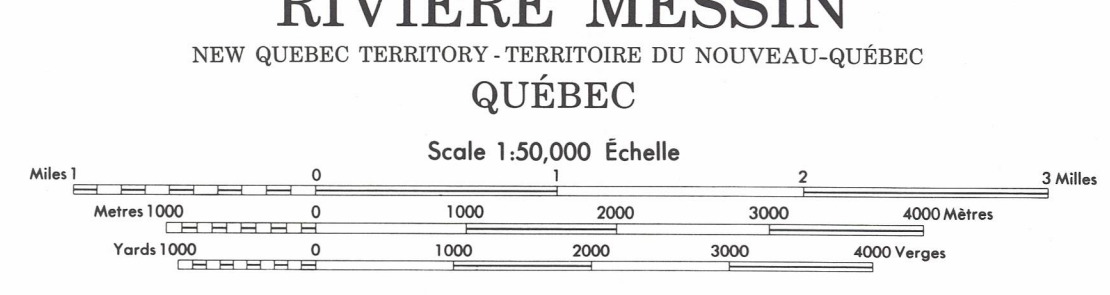 RIVIÈRE MESSIN
NEW QUEBEC TERRITORY - TERRITOIRE DU NOUVEAU-QUÉBEC
QUÉBEC
Scale 1:50,000 Échelle
Miles 1 0 1 2 3 Milles
Metres 1000 0 1000 2000 3000 4000 Mètres
Yards 1000 0 1000 2000 3000 4000 Verges